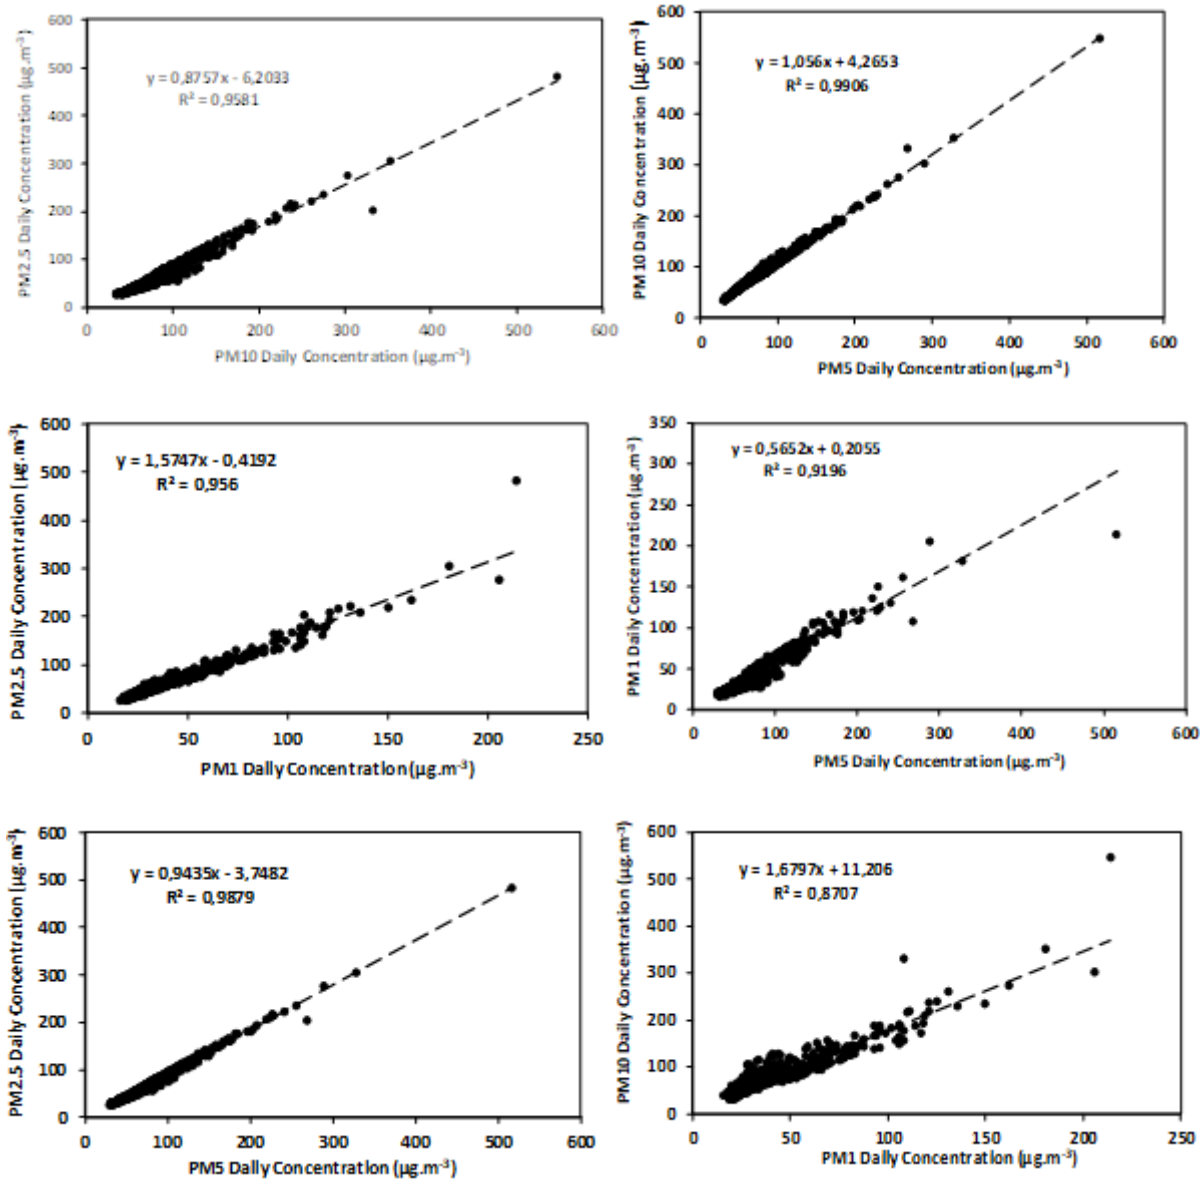 PM2.5 Daily Concentration (µg.m⁻³)
600
500
400
300
200
100
0
y = 0,8757x - 6,2033
R² = 0,9581
0 100 200 300 400 500 600
PM10 Daily Concentration (µg.m⁻³)
PM10 Daily Concentration (µg.m⁻³)
600
500
400
300
200
100
0
y = 1,056x + 4,2653
R² = 0,9906
0 100 200 300 400 500 600
PM5 Daily Concentration (µg.m⁻³)
PM2.5 Daily Concentration (µg.m⁻³)
600
500
400
300
200
100
0
y = 1,5747x - 0,4192
R² = 0,956
0 50 100 150 200 250
PM1 Daily Concentration (µg.m⁻³)
PM1 Daily Concentration (µg.m⁻³)
350
300
250
200
150
100
50
0
y = 0,5652x + 0,2055
R² = 0,9196
0 100 200 300 400 500 600
PM5 Daily Concentration (µg.m⁻³)
PM2.5 Daily Concentration (µg.m⁻³)
600
500
400
300
200
100
0
y = 0,9435x - 3,7482
R² = 0,9879
0 100 200 300 400 500 600
PM5 Daily Concentration (µg.m⁻³)
PM10 Daily Concentration (µg.m⁻³)
600
500
400
300
200
100
0
y = 1,6797x + 11,206
R² = 0,8707
0 50 100 150 200 250
PM1 Daily Concentration (µg.m⁻³)